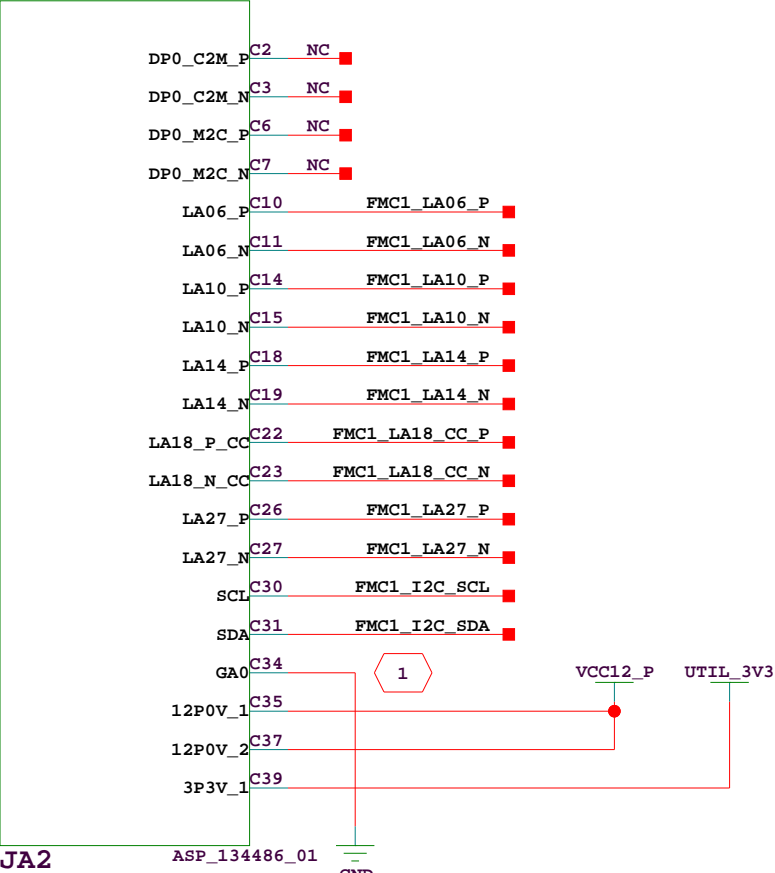 DP0_C2M_P C2 NC
DP0_C2M_N C3 NC
DP0_M2C_P C6 NC
DP0_M2C_N C7 NC
LA06_P C10 FMC1_LA06_P
LA06_N C11 FMC1_LA06_N
LA10_P C14 FMC1_LA10_P
LA10_N C15 FMC1_LA10_N
LA14_P C18 FMC1_LA14_P
LA14_N C19 FMC1_LA14_N
LA18_P_CC C22 FMC1_LA18_CC_P
LA18_N_CC C23 FMC1_LA18_CC_N
LA27_P C26 FMC1_LA27_P
LA27_N C27 FMC1_LA27_N
SCL C30 FMC1_I2C_SCL
SDA C31 FMC1_I2C_SDA
GA0 C34 1 VCC12_P UTIL_3V3
12P0V_1 C35
12P0V_2 C37
3P3V_1 C39
JA2 ASP_134486_01
GND